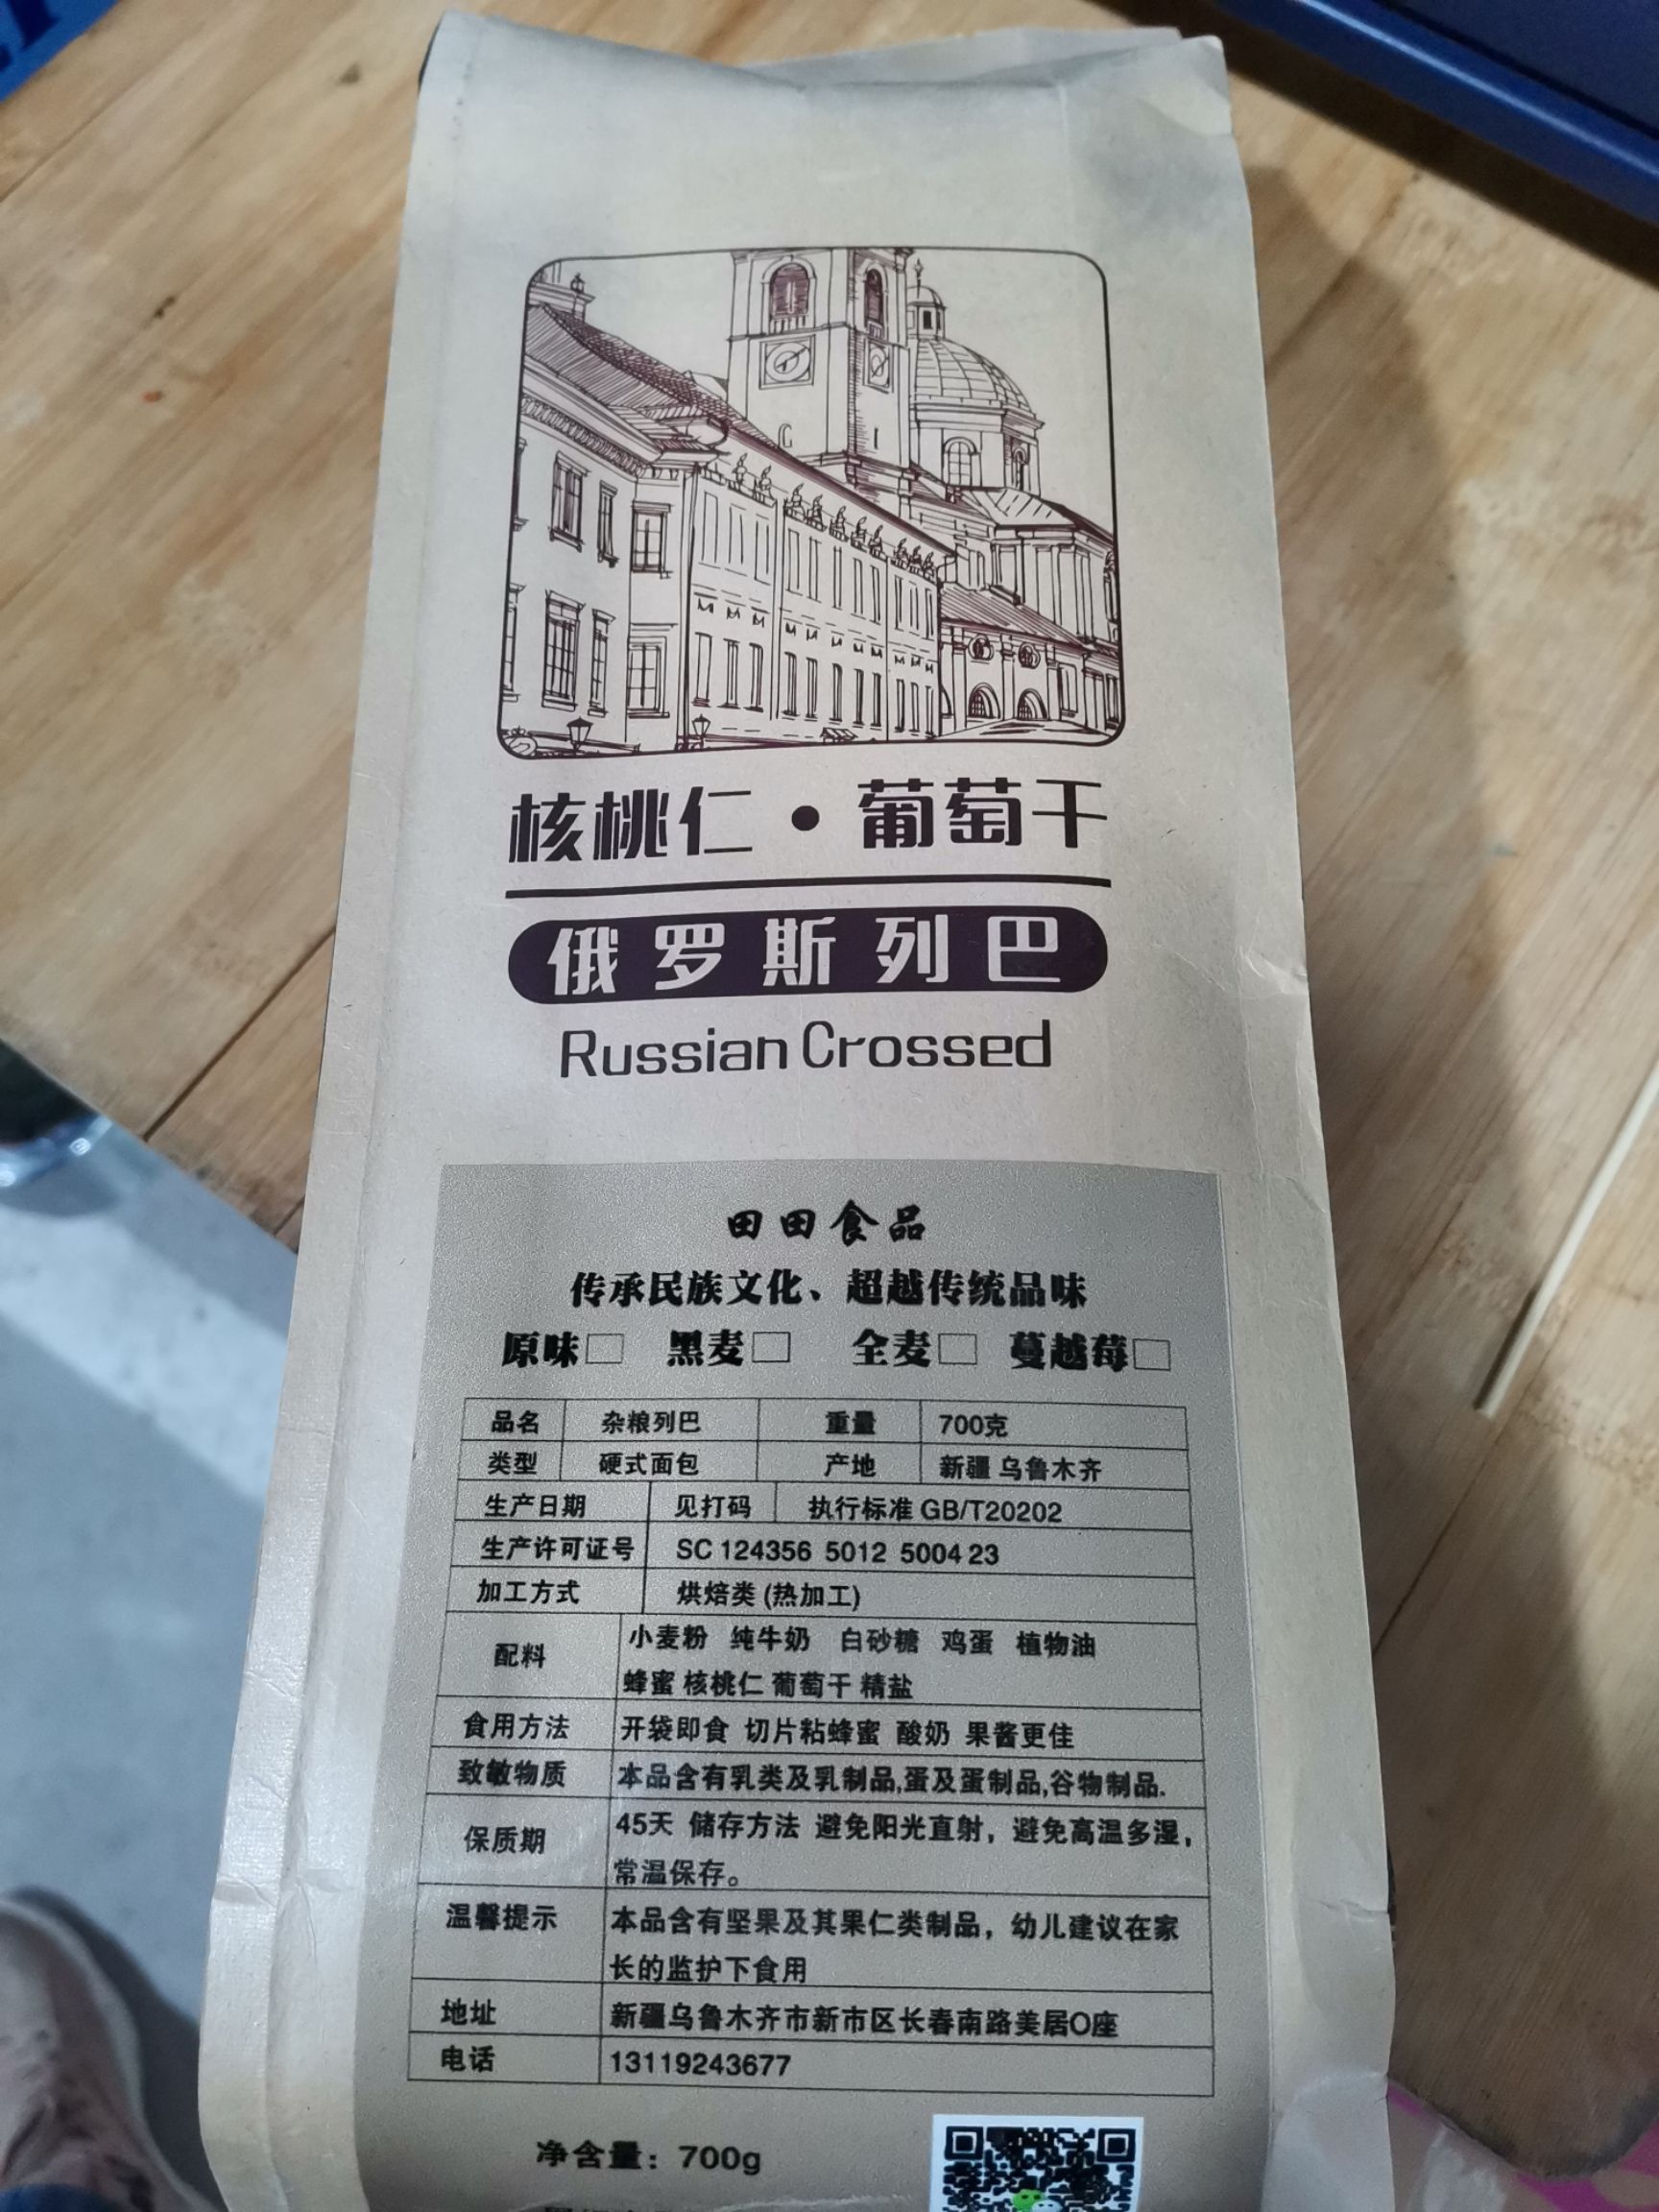 核桃仁·葡萄干
俄罗斯列巴
Russian Crossed
田田食品
传承民族文化、超越传统品味
原味□ 黑麦□ 全麦□ 蔓越莓□
品名 杂粮列巴 重量 700克
类型 硬式面包 产地 新疆 乌鲁木齐
生产日期 见打码 执行标准 GB/T20202
生产许可证号 SC 124356 5012 5004 23
加工方式 烘焙类 (热加工)
配料 小麦粉 纯牛奶 白砂糖 鸡蛋 植物油
蜂蜜 核桃仁 葡萄干 精盐
食用方法 开袋即食 切片粘蜂蜜 酸奶 果酱更佳
致敏物质 本品含有乳类及乳制品,蛋及蛋制品,谷物制品.
保质期 45天 储存方法 避免阳光直射，避免高温多湿，
常温保存。
温馨提示 本品含有坚果及其果仁类制品，幼儿建议在家
长的监护下食用
地址 新疆乌鲁木齐市新市区长春南路美居O座
电话 13119243677
净含量：700g